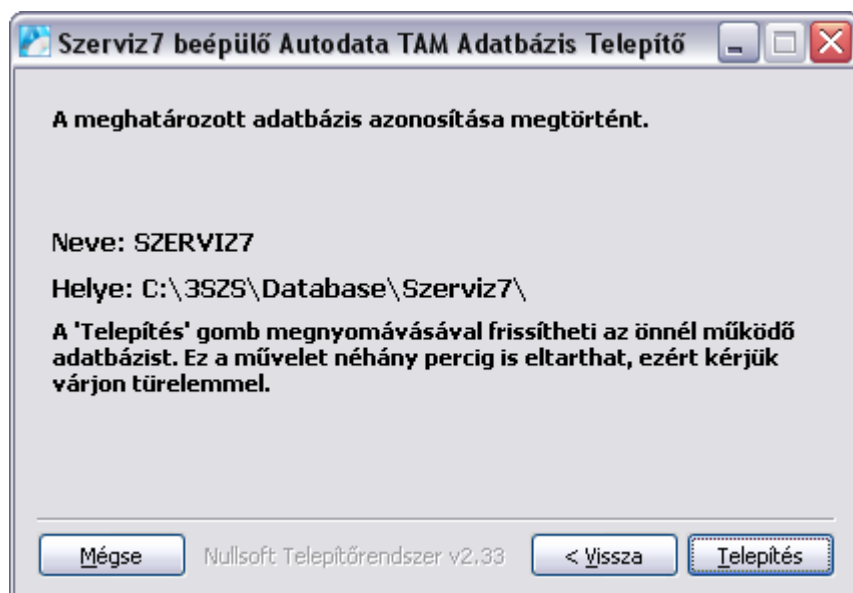 Szerviz7 beépülő Autodata TAM Adatbázis Telepítő
A meghatározott adatbázis azonosítása megtörtént.
Neve: SZERVIZ7
Helye: C:\3SZS\Database\Szerviz7\
A 'Telepítés' gomb megnyomávásával frissítheti az önnél működő
adatbázist. Ez a művelet néhány percig is eltarthat, ezért kérjük
várjon türelemmel.
Mégse
Nullsoft Telepítőrendszer v2.33
< Vissza
Telepítés